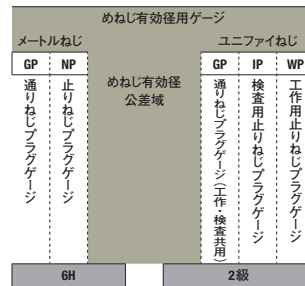 めねじ有効径用ゲージ
メートルねじ
ユニファイねじ
GP
NP
めねじ有効径
公差域
GP
IP
WP
通りねじプラグゲージ
止りねじプラグゲージ
通りねじプラグゲージ（工作・検査共用）
検査用止りねじプラグゲージ
工作用止りねじプラグゲージ
6H
2級